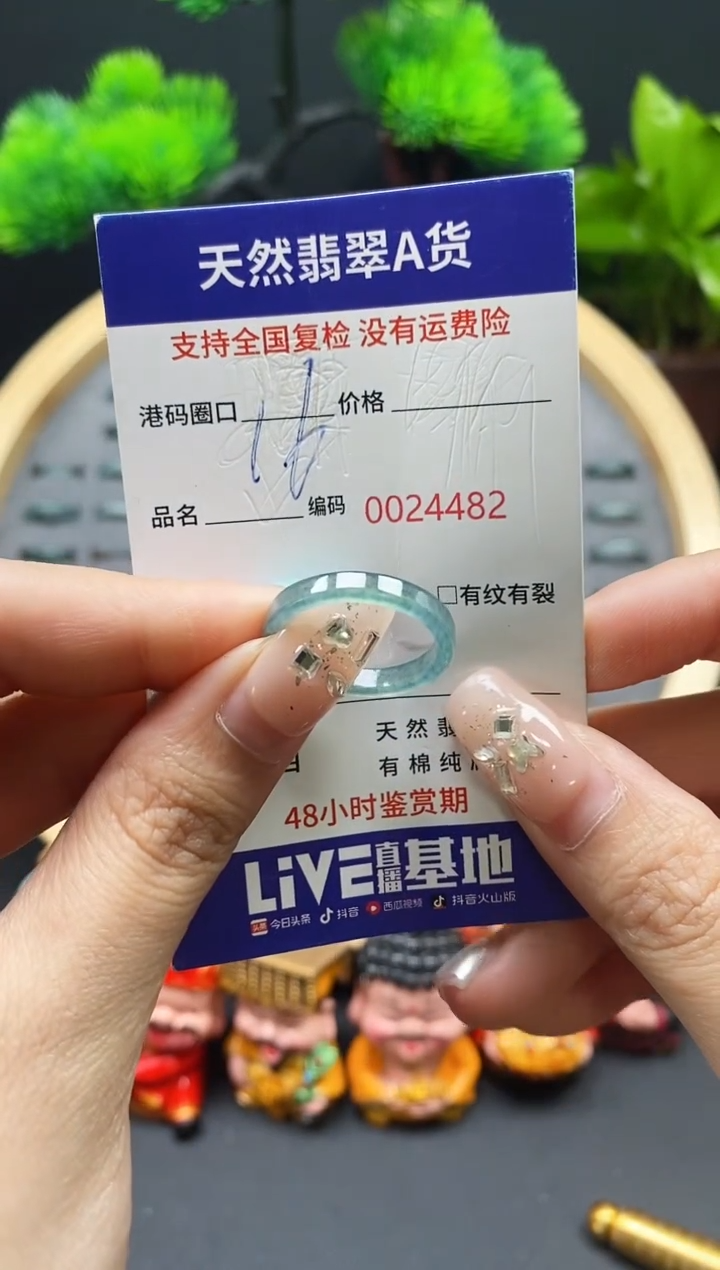 天然翡翠A货
支持全国复检 没有运费险
港码圈口 价格
品名 编码 0024482
□有纹有裂
天然翡
有棉纯
48小时鉴赏期
LiVE直播基地
头条 今日头条 抖音 西瓜视频 抖音火山版